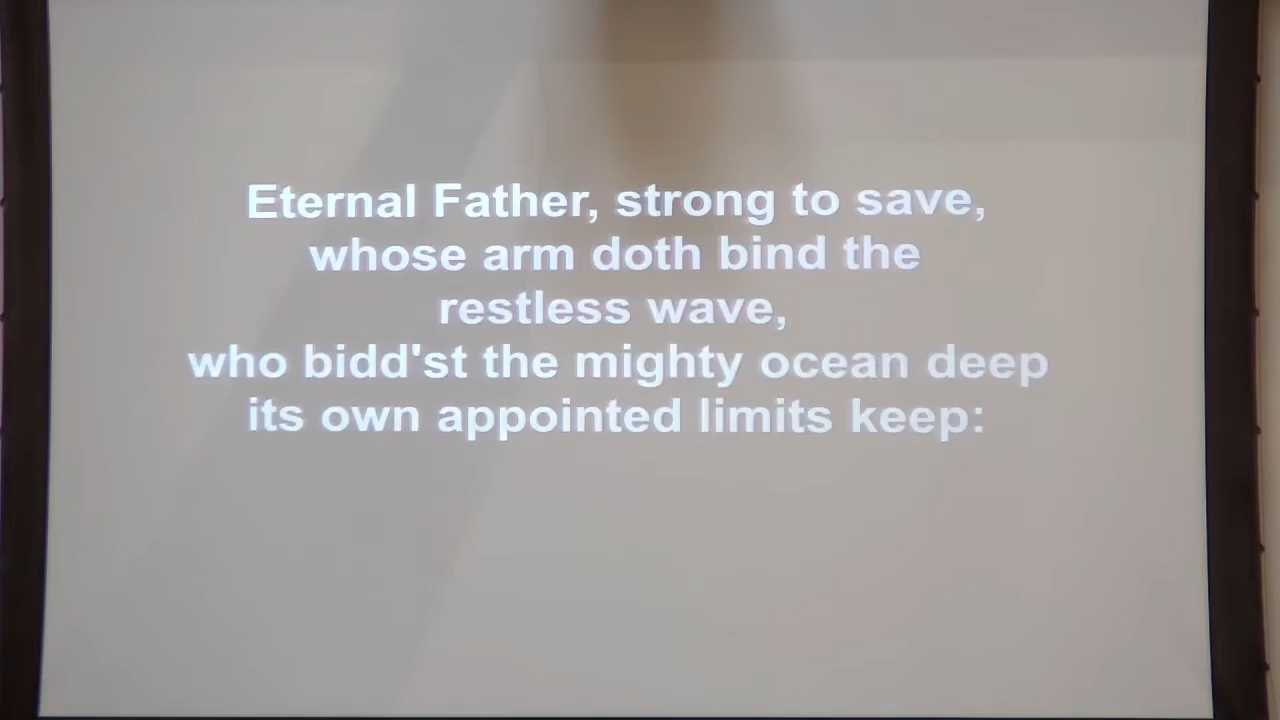 Eternal Father, strong to save,
whose arm doth bind the
restless wave,
who bidd'st the mighty ocean deep
its own appointed limits keep: